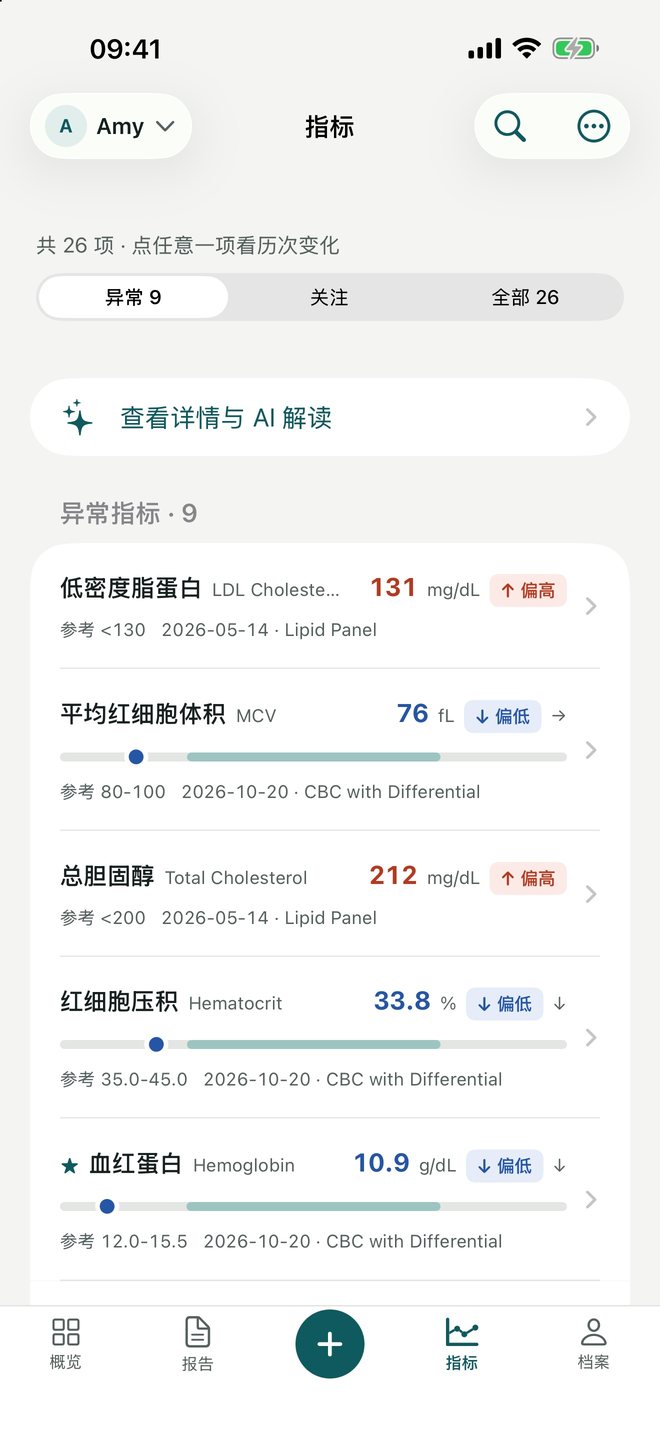 09:41
A Amy 指标
共 26 项 · 点任意一项看历次变化
异常 9 关注 全部 26
查看详情与 AI 解读
异常指标 · 9
低密度脂蛋白 LDL Choleste... 131 mg/dL ↑ 偏高
参考 <130 2026-05-14 · Lipid Panel
平均红细胞体积 MCV 76 fL ↓ 偏低 →
参考 80-100 2026-10-20 · CBC with Differential
总胆固醇 Total Cholesterol 212 mg/dL ↑ 偏高
参考 <200 2026-05-14 · Lipid Panel
红细胞压积 Hematocrit 33.8 % ↓ 偏低 ↓
参考 35.0-45.0 2026-10-20 · CBC with Differential
★ 血红蛋白 Hemoglobin 10.9 g/dL ↓ 偏低 ↓
参考 12.0-15.5 2026-10-20 · CBC with Differential
概览 报告 指标 档案